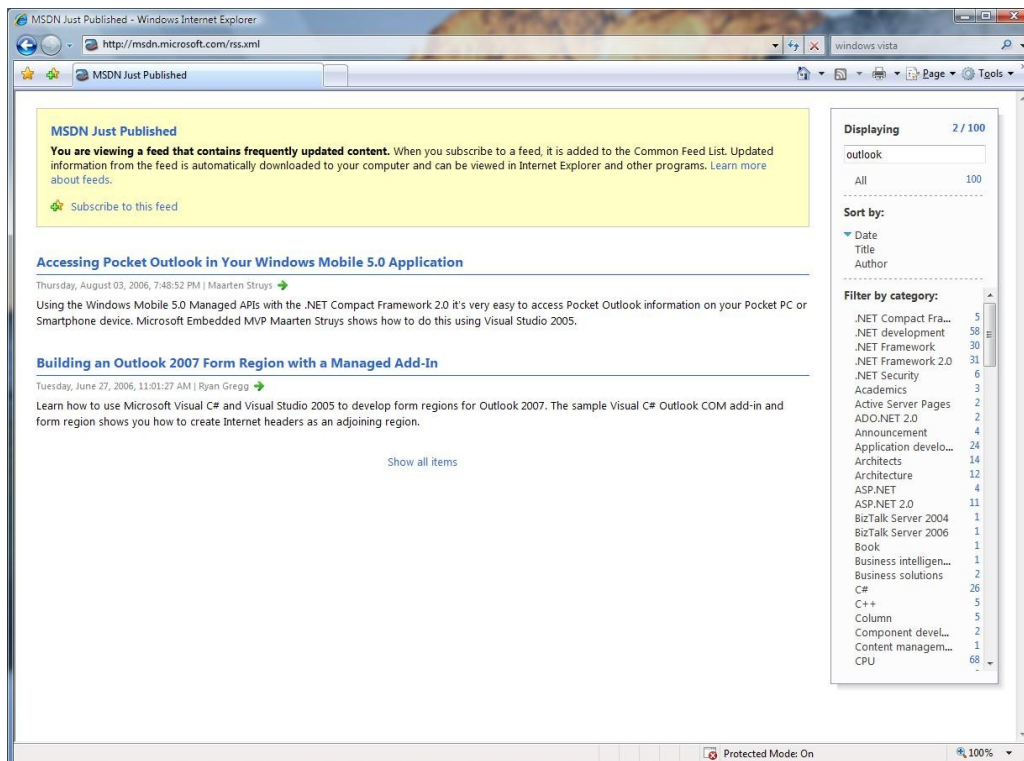 MSDN Just Published - Windows Internet Explorer
http://msdn.microsoft.com/rss.xml
windows vista
MSDN Just Published
Page
Tools
MSDN Just Published
You are viewing a feed that contains frequently updated content. When you subscribe to a feed, it is added to the Common Feed List. Updated
information from the feed is automatically downloaded to your computer and can be viewed in Internet Explorer and other programs. Learn more
about feeds.
Subscribe to this feed
Accessing Pocket Outlook in Your Windows Mobile 5.0 Application
Thursday, August 03, 2006, 7:48:52 PM | Maarten Struys
Using the Windows Mobile 5.0 Managed APIs with the .NET Compact Framework 2.0 it's very easy to access Pocket Outlook information on your Pocket PC or
Smartphone device. Microsoft Embedded MVP Maarten Struys shows how to do this using Visual Studio 2005.
Building an Outlook 2007 Form Region with a Managed Add-In
Tuesday, June 27, 2006, 11:01:27 AM | Ryan Gregg
Learn how to use Microsoft Visual C# and Visual Studio 2005 to develop form regions for Outlook 2007. The sample Visual C# Outlook COM add-in and
form region shows you how to create Internet headers as an adjoining region.
Show all items
Displaying 2 / 100
outlook
All 100
Sort by:
Date
Title
Author
Filter by category:
.NET Compact Fra... 5
.NET development 58
.NET Framework 30
.NET Framework 2.0 31
.NET Security 6
Academics 3
Active Server Pages 2
ADO.NET 2.0 2
Announcement 4
Application develo... 24
Architects 14
Architecture 12
ASP.NET 4
ASP.NET 2.0 11
BizTalk Server 2004 1
BizTalk Server 2006 1
Book 1
Business intelligen... 1
Business solutions 2
C# 26
C++ 5
Column 5
Component devel... 2
Content managem... 1
CPU 68
Protected Mode: On
100%